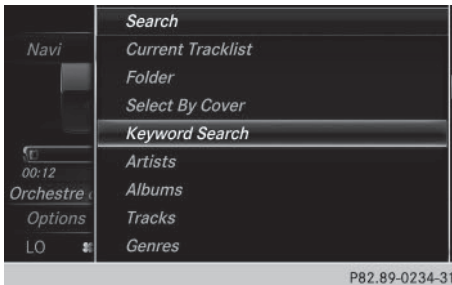 Search
Navi
Current Tracklist
Folder
Select By Cover
Keyword Search
Artists
00:12
Albums
Orchestre
Tracks
Options
Genres
LO
P82.89-0234-31